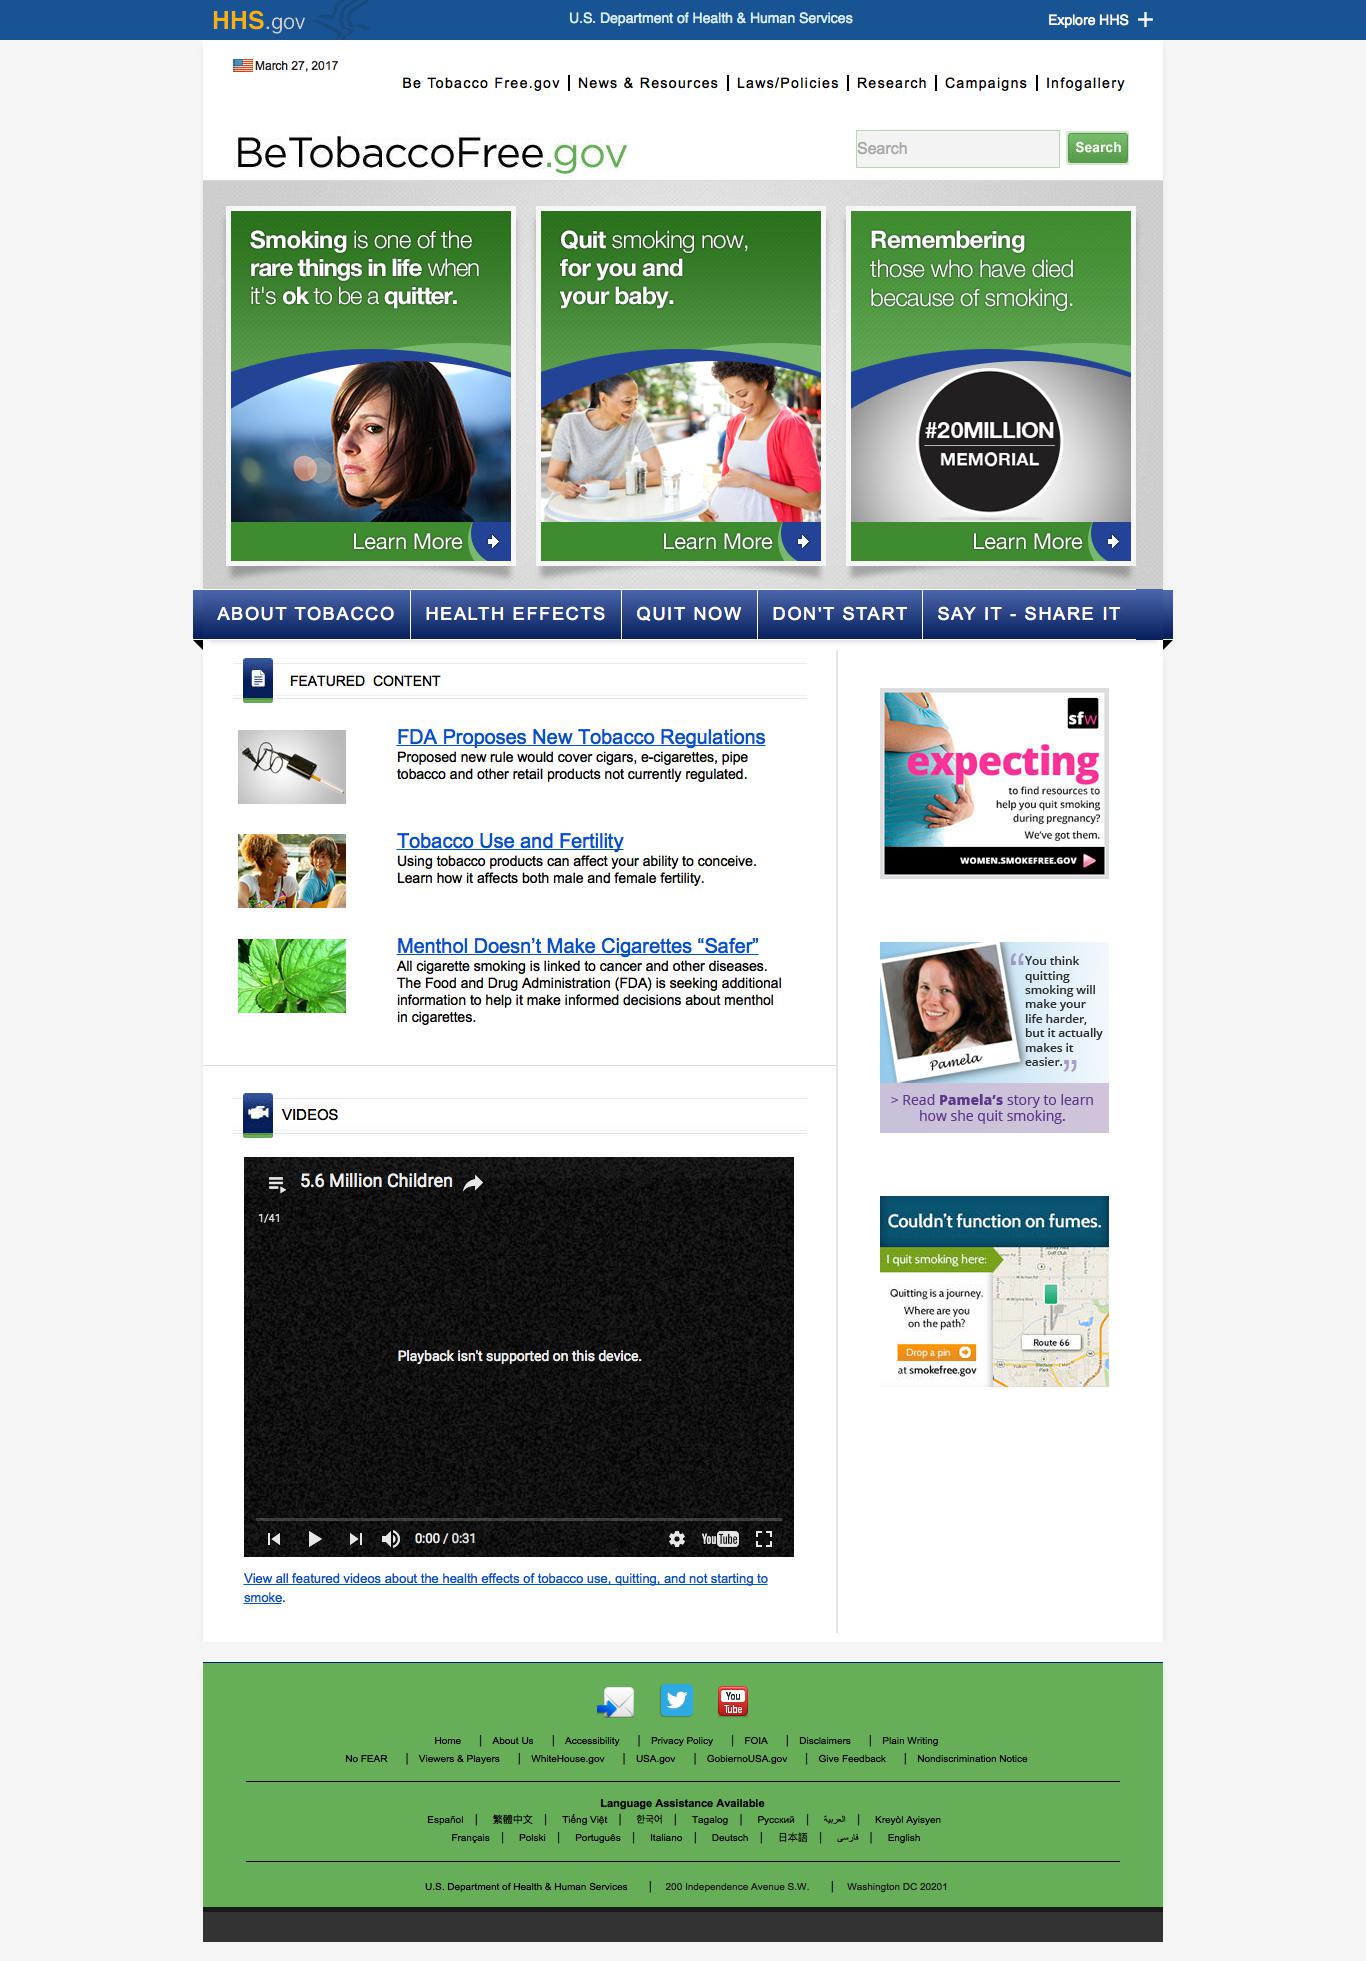 HHS.gov
U.S. Department of Health & Human Services
Explore HHS
March 27, 2017
Be Tobacco Free.gov | News & Resources | Laws/Policies | Research | Campaigns | Infogallery
BeTobaccoFree.gov
Search
Search
Smoking is one of the
rare things in life when
it's ok to be a quitter.
Learn More
Quit smoking now,
for you and
your baby.
Learn More
Remembering
those who have died
because of smoking.
#20MILLION
MEMORIAL
Learn More
ABOUT TOBACCO
HEALTH EFFECTS
QUIT NOW
DON'T START
SAY IT - SHARE IT
FEATURED CONTENT
FDA Proposes New Tobacco Regulations
Proposed new rule would cover cigars, e-cigarettes, pipe
tobacco and other retail products not currently regulated.
Tobacco Use and Fertility
Using tobacco products can affect your ability to conceive.
Learn how it affects both male and female fertility.
Menthol Doesn’t Make Cigarettes “Safer”
All cigarette smoking is linked to cancer and other diseases.
The Food and Drug Administration (FDA) is seeking additional
information to help it make informed decisions about menthol
in cigarettes.
sfw
expecting
to find resources to
help you quit smoking
during pregnancy?
We've got them.
WOMEN.SMOKEFREE.GOV
“You think
quitting
smoking will
make your
life harder,
but it actually
makes it
easier.”
Pamela
> Read Pamela's story to learn
how she quit smoking.
Couldn't function on fumes.
I quit smoking here:
Quitting is a journey.
Where are you
on the path?
Drop a pin
at smokefree.gov
Route 66
VIDEOS
5.6 Million Children
1/41
Playback isn't supported on this device.
0:00 / 0:31
YouTube
View all featured videos about the health effects of tobacco use, quitting, and not starting to
smoke.
You
Tube
Home | About Us | Accessibility | Privacy Policy | FOIA | Disclaimers | Plain Writing
No FEAR | Viewers & Players | WhiteHouse.gov | USA.gov | GobiernoUSA.gov | Give Feedback | Nondiscrimination Notice
Language Assistance Available
Español | 繁體中文 | Tiếng Việt | 한국어 | Tagalog | Русский | العربية | Kreyòl Ayisyen
Français | Polski | Português | Italiano | Deutsch | 日本語 | فارسی | English
U.S. Department of Health & Human Services | 200 Independence Avenue S.W. | Washington DC 20201